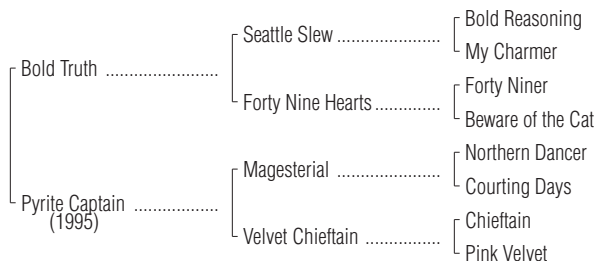 Bold Reasoning
Seattle Slew ......................
My Charmer
Bold Truth ........................
Forty Niner
Forty Nine Hearts ..............
Beware of the Cat
Northern Dancer
Magesterial ......................
Courting Days
Pyrite Captain ..................
(1995)
Chieftain
Velvet Chieftain ................
Pink Velvet